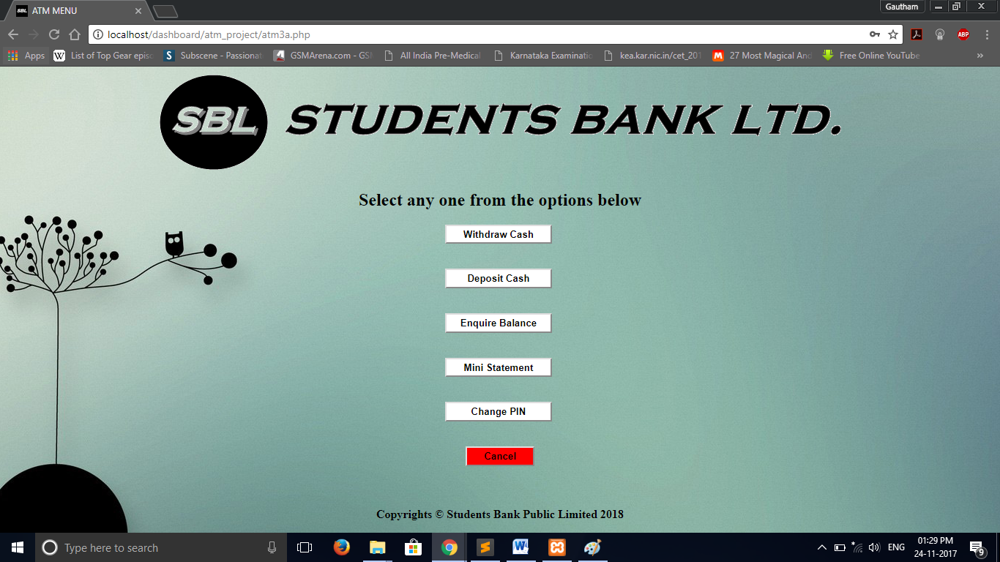 SBL ATM MENU
Gautham
localhost/dashboard/atm_project/atm3a.php
ABP
Apps W List of Top Gear episo S Subscene - Passionat GSMArena.com - GSM All India Pre-Medical Karnataka Examinatio kea.kar.nic.in/cet_201 27 Most Magical And Free Online YouTube »
SBL STUDENTS BANK LTD.
Select any one from the options below
Withdraw Cash
Deposit Cash
Enquire Balance
Mini Statement
Change PIN
Cancel
Copyrights © Students Bank Public Limited 2018
Type here to search
ENG
01:29 PM
24-11-2017
9